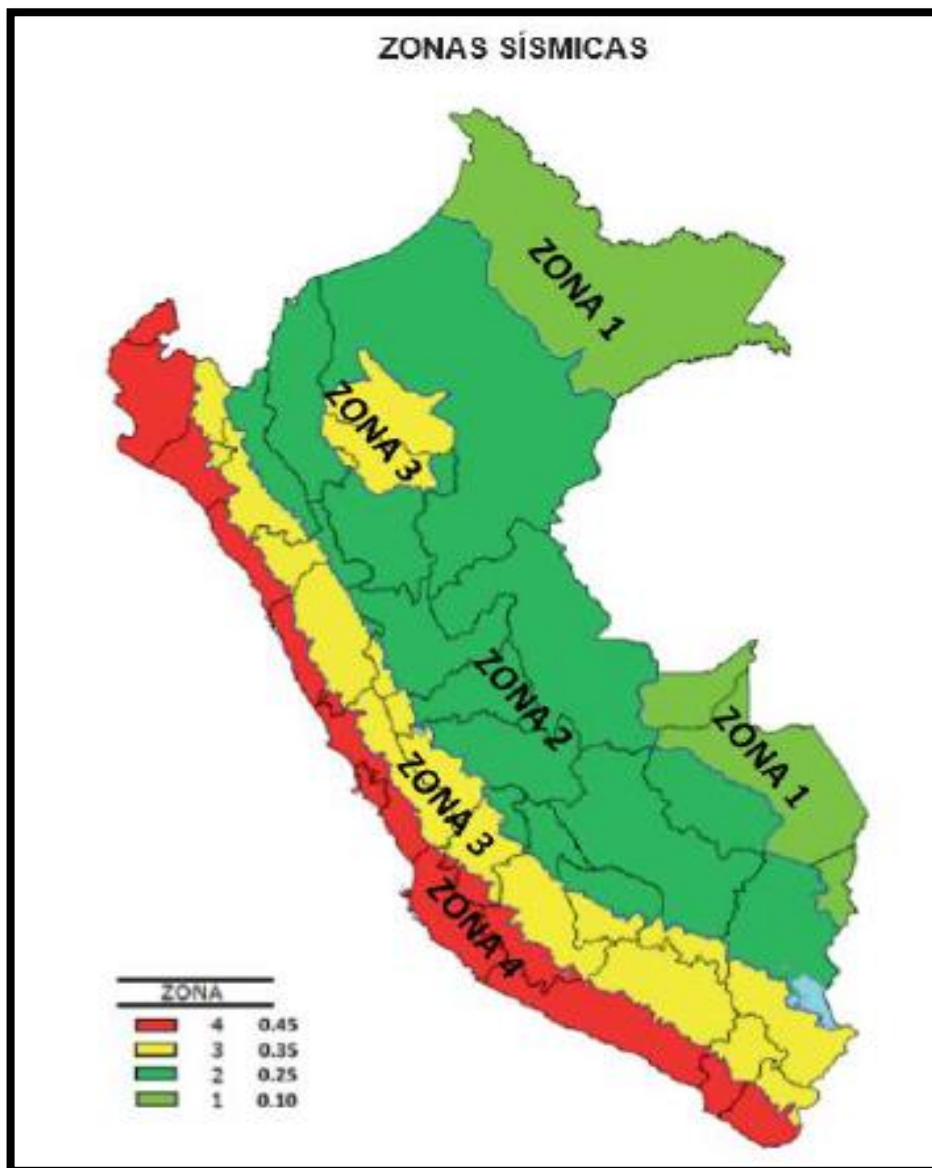 ZONAS SÍSMICAS
ZONA 1
ZONA 3
ZONA 2
ZONA 1
ZONA 3
ZONA 4
ZONA
4 0.45
3 0.35
2 0.25
1 0.10